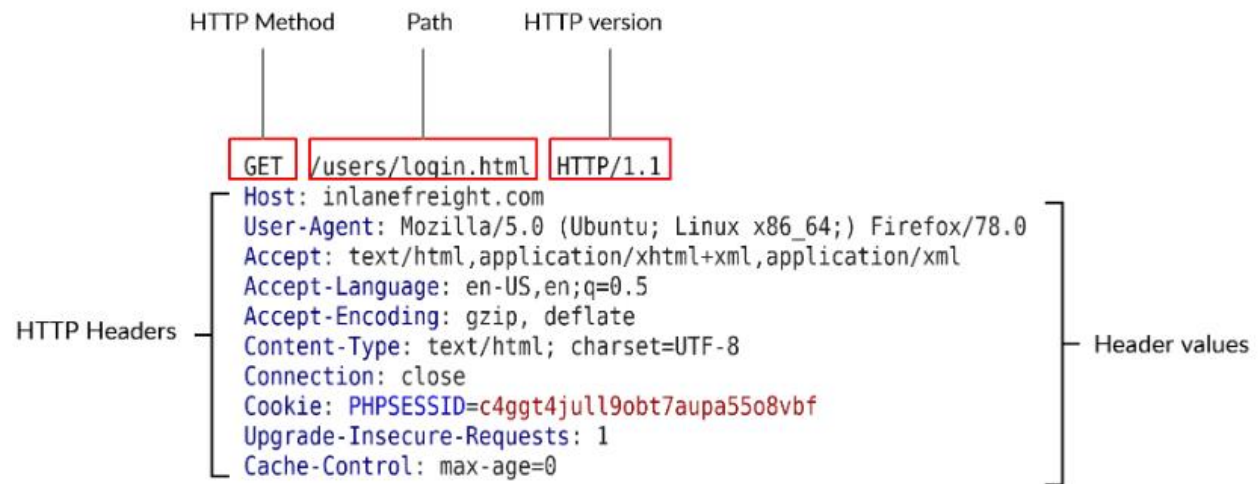 HTTP Method Path HTTP version
GET /users/login.html HTTP/1.1
Host: inlanefreight.com
User-Agent: Mozilla/5.0 (Ubuntu; Linux x86_64;) Firefox/78.0
Accept: text/html,application/xhtml+xml,application/xml
Accept-Language: en-US,en;q=0.5
Accept-Encoding: gzip, deflate
HTTP Headers
Content-Type: text/html; charset=UTF-8
Header values
Connection: close
Cookie: PHPSESSID=c4ggt4jull9obt7aupa55o8vbf
Upgrade-Insecure-Requests: 1
Cache-Control: max-age=0